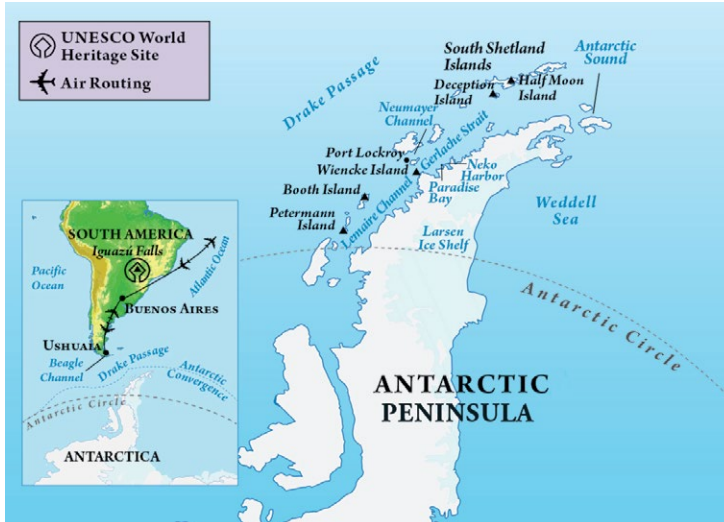 UNESCO World
Heritage Site
Air Routing
Drake Passage
South Shetland
Islands
Antarctic
Sound
Deception
Island
Half Moon
Island
Neumayer
Channel
Gerlache Strait
Port Lockroy
Wiencke Island
Neko
Harbor
Paradise
Bay
Booth Island
Petermann
Island
Lemaire Channel
Weddell
Sea
Larsen
Ice Shelf
Antarctic Circle
ANTARCTIC
PENINSULA
SOUTH AMERICA
Iguazú Falls
Pacific
Ocean
Atlantic Ocean
BUENOS AIRES
USHUAIA
Beagle
Channel
Drake Passage
Antarctic
Convergence
Antarctic Circle
ANTARCTICA